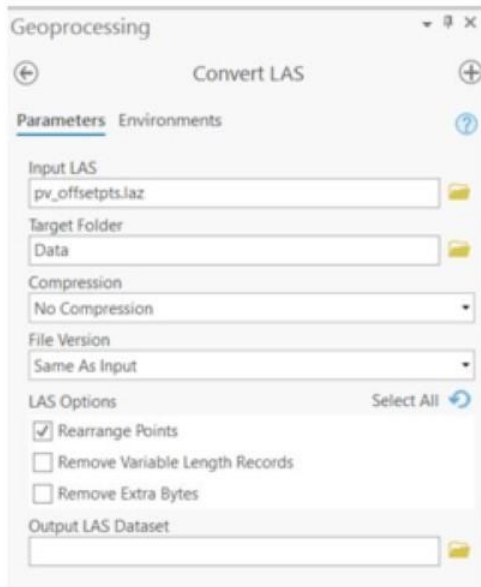 Geoprocessing
Convert LAS
Parameters Environments
Input LAS
pv_offsetpts.laz
Target Folder
Data
Compression
No Compression
File Version
Same As Input
LAS Options Select All
Rearrange Points
Remove Variable Length Records
Remove Extra Bytes
Output LAS Dataset